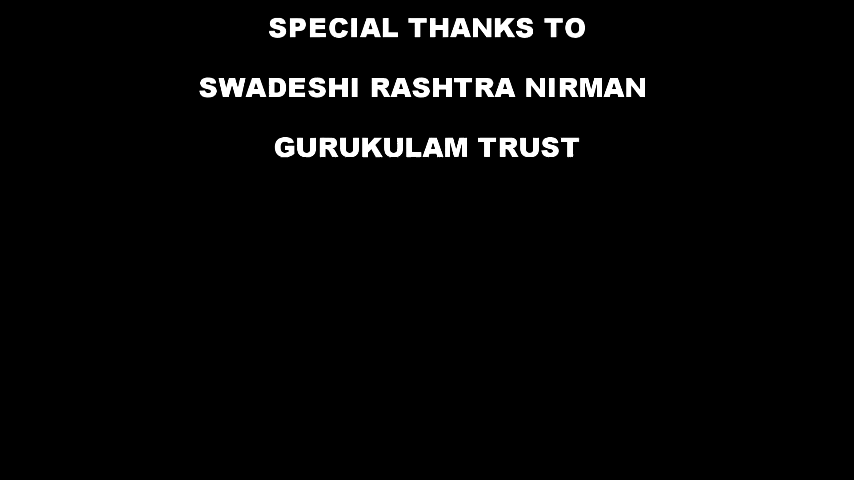 SPECIAL THANKS TO
SWADESHI RASHTRA NIRMAN
GURUKULAM TRUST